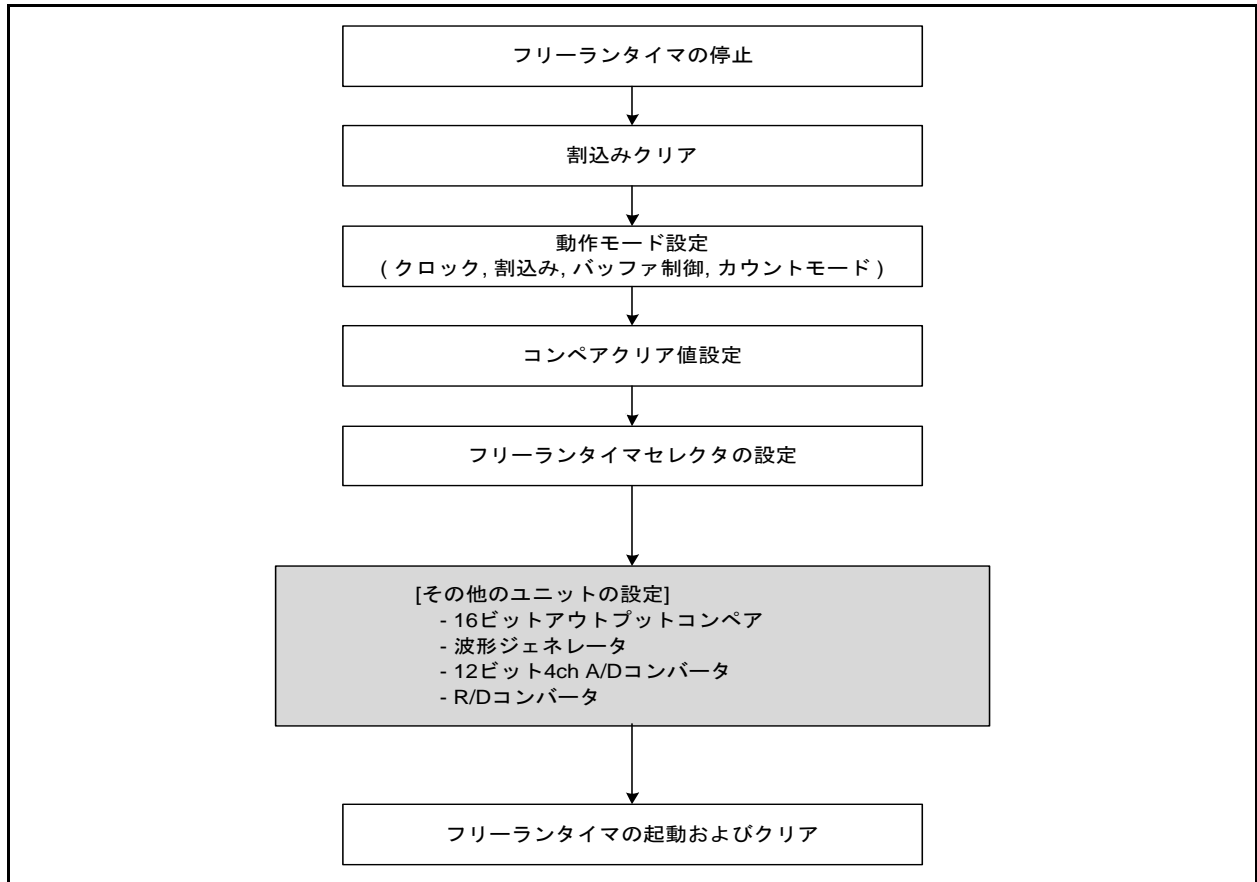 フリーランタイマの停止
割込みクリア
動作モード設定
( クロック, 割込み, バッファ制御, カウントモード )
コンペアクリア値設定
フリーランタイマセレクタの設定
[その他のユニットの設定]
- 16ビットアウトプットコンペア
- 波形ジェネレータ
- 12ビット4ch A/Dコンバータ
- R/Dコンバータ
フリーランタイマの起動およびクリア